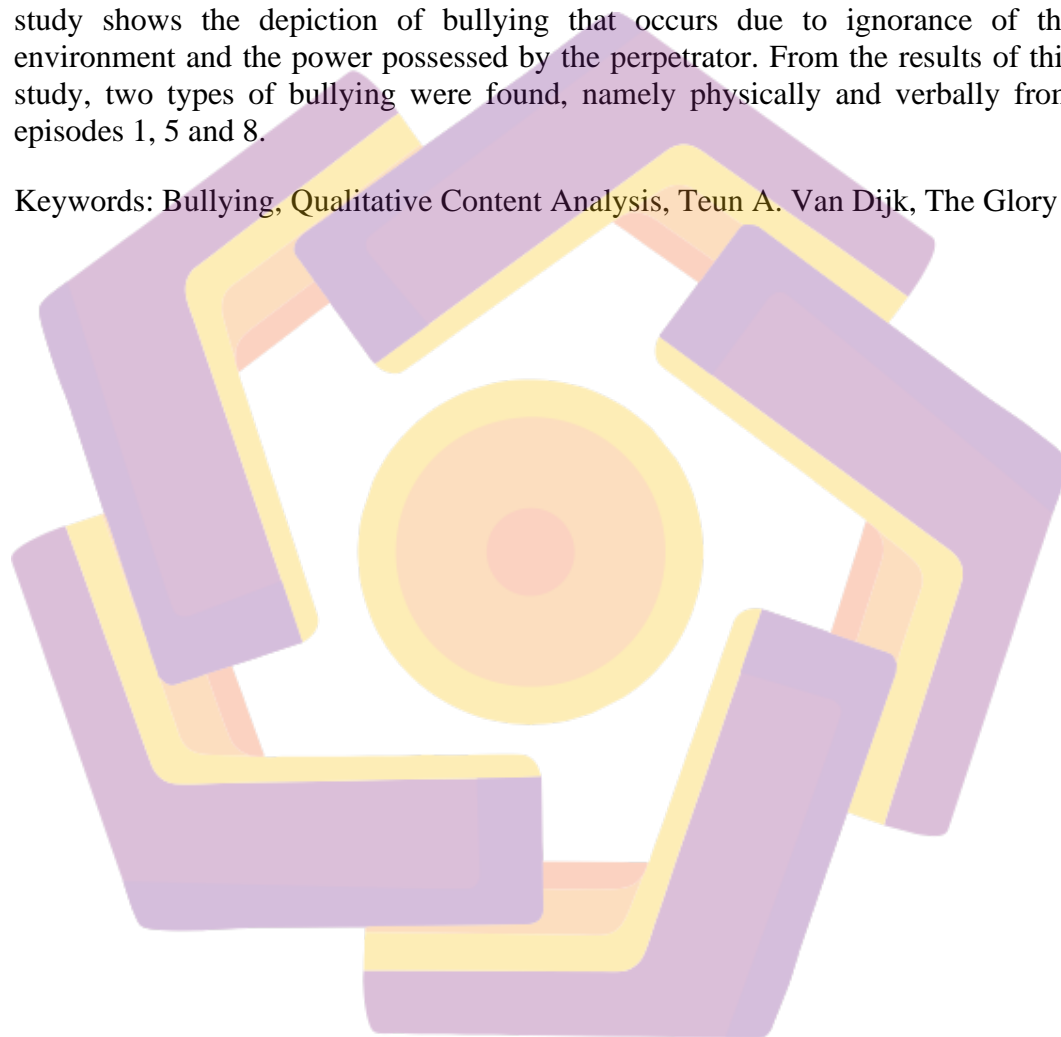 study shows the depiction of bullying that occurs due to ignorance of th
environment and the power possessed by the perpetrator. From the results of thi
study, two types of bullying were found, namely physically and verbally from
episodes 1, 5 and 8.
Keywords: Bullying, Qualitative Content Analysis, Teun A. Van Dijk, The Glory